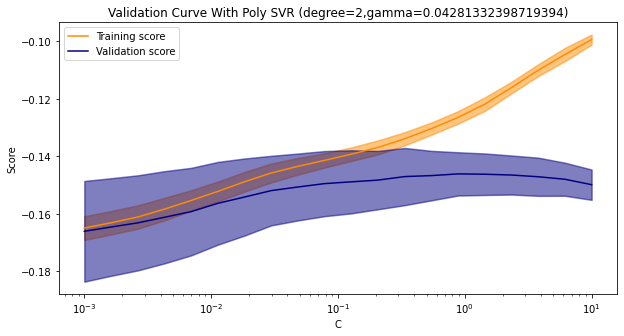 Validation Curve With Poly SVR (degree=2,gamma=0.04281332398719394)
Training score
Validation score
Score
−0.10
−0.12
−0.14
−0.16
−0.18
10⁻³
10⁻²
10⁻¹
10⁰
10¹
C